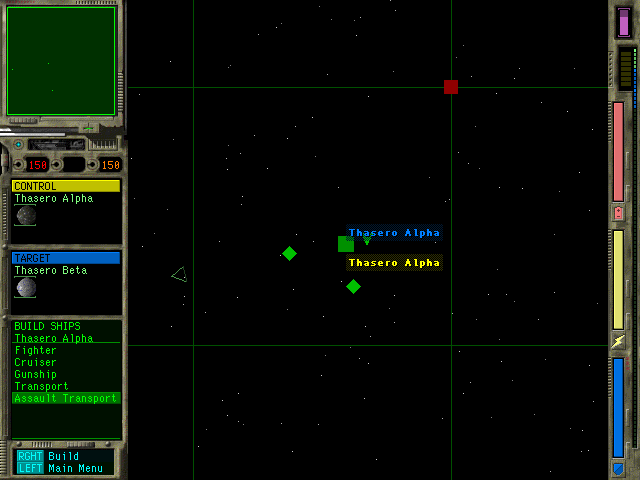 150 150
CONTROL
Thasero Alpha
TARGET
Thasero Beta
BUILD SHIPS
Thasero Alpha
Fighter
Cruiser
Gunship
Transport
Assault Transport
RGHT Build
LEFT Main Menu
Thasero Alpha
Thasero Alpha